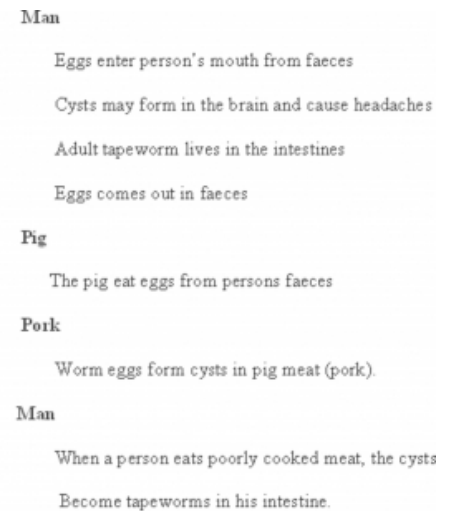 Man
Eggs enter person's mouth from faeces
Cysts may form in the brain and cause headaches
Adult tapeworm lives in the intestines
Eggs comes out in faeces
Pig
The pig eat eggs from persons faeces
Pork
Worm eggs form cysts in pig meat (pork).
Man
When a person eats poorly cooked meat, the cysts
Become tapeworms in his intestine.